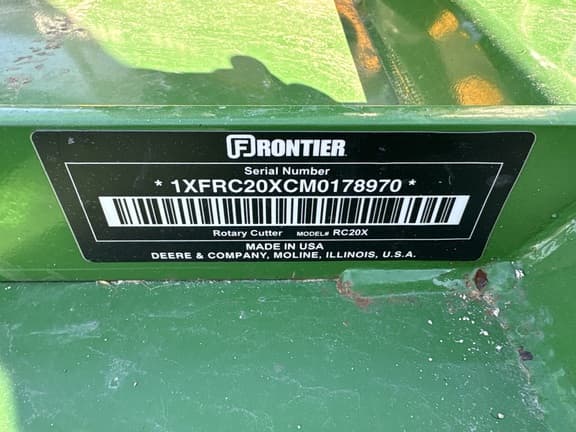 FRONTIER
Serial Number
* 1XFRC20XCM0178970 *
Rotary Cutter MODEL# RC20X
MADE IN USA
DEERE & COMPANY, MOLINE, ILLINOIS, U.S.A.